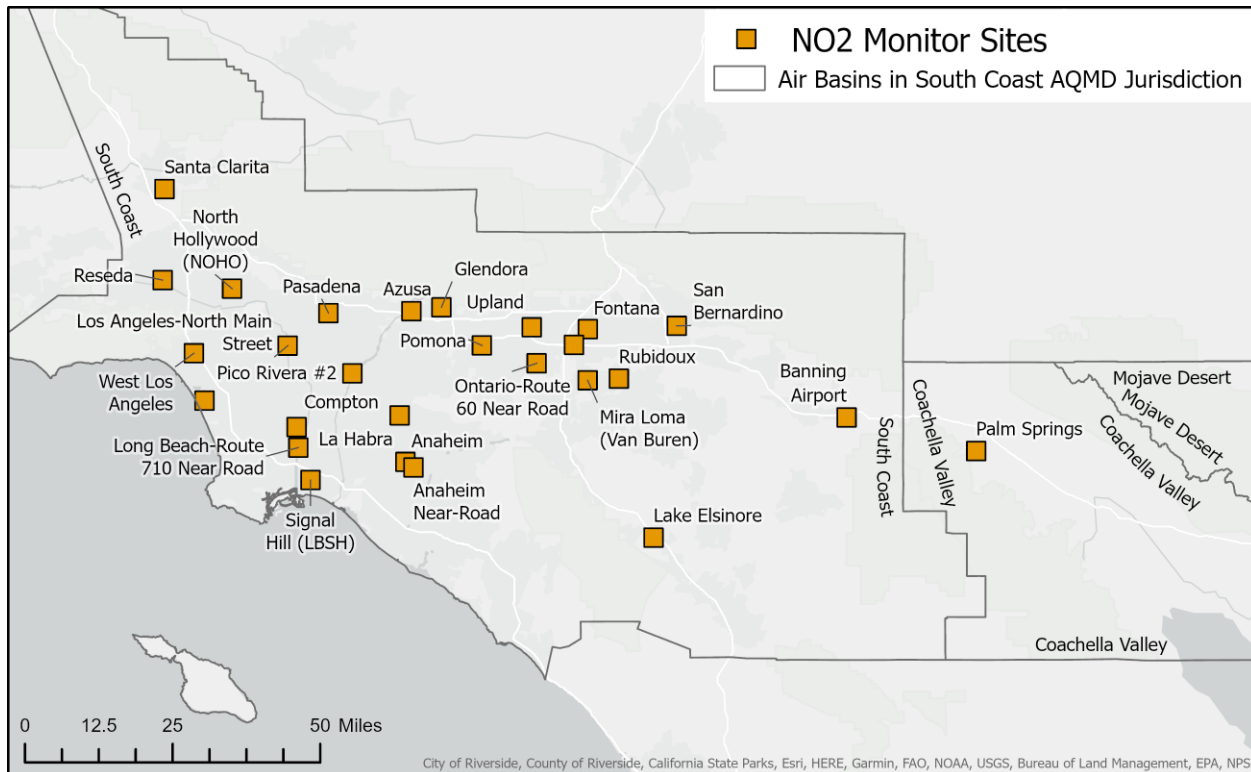 NO2 Monitor Sites
Air Basins in South Coast AQMD Jurisdiction
South Coast
Santa Clarita
North
Hollywood
(NOHO)
Reseda
Pasadena
Azusa
Glendora
Upland
Fontana
San
Bernardino
Los Angeles-North Main
Street
Pomona
Pico Rivera #2
Rubidoux
West Los
Angeles
Ontario-Route
60 Near Road
Mira Loma
(Van Buren)
Banning
Airport
Compton
La Habra
Long Beach-Route
710 Near Road
Anaheim
Anaheim
Near-Road
Signal
Hill (LBSH)
Lake Elsinore
South Coast
Coachella Valley
Palm Springs
Mojave Desert
Mojave Desert
Coachella Valley
Coachella Valley
0 12.5 25 50 Miles
City of Riverside, County of Riverside, California State Parks, Esri, HERE, Garmin, FAO, NOAA, USGS, Bureau of Land Management, EPA, NPS